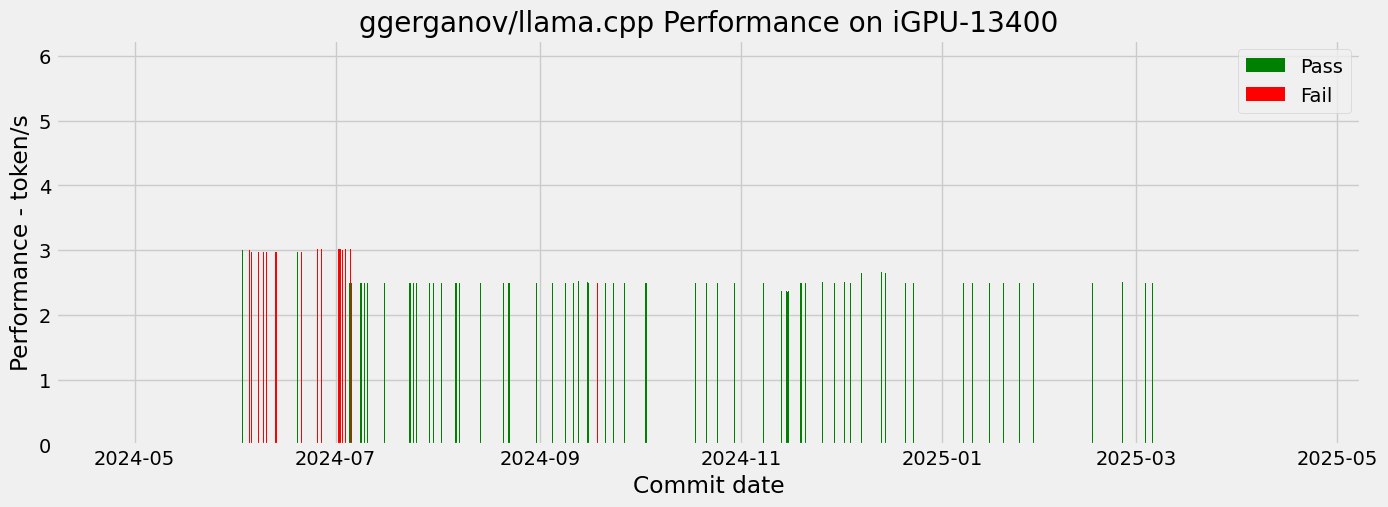 ggerganov/llama.cpp Performance on iGPU-13400
Performance - token/s
6
5
4
3
2
1
0
Pass
Fail
2024-05 2024-07 2024-09 2024-11 2025-01 2025-03 2025-05
Commit date